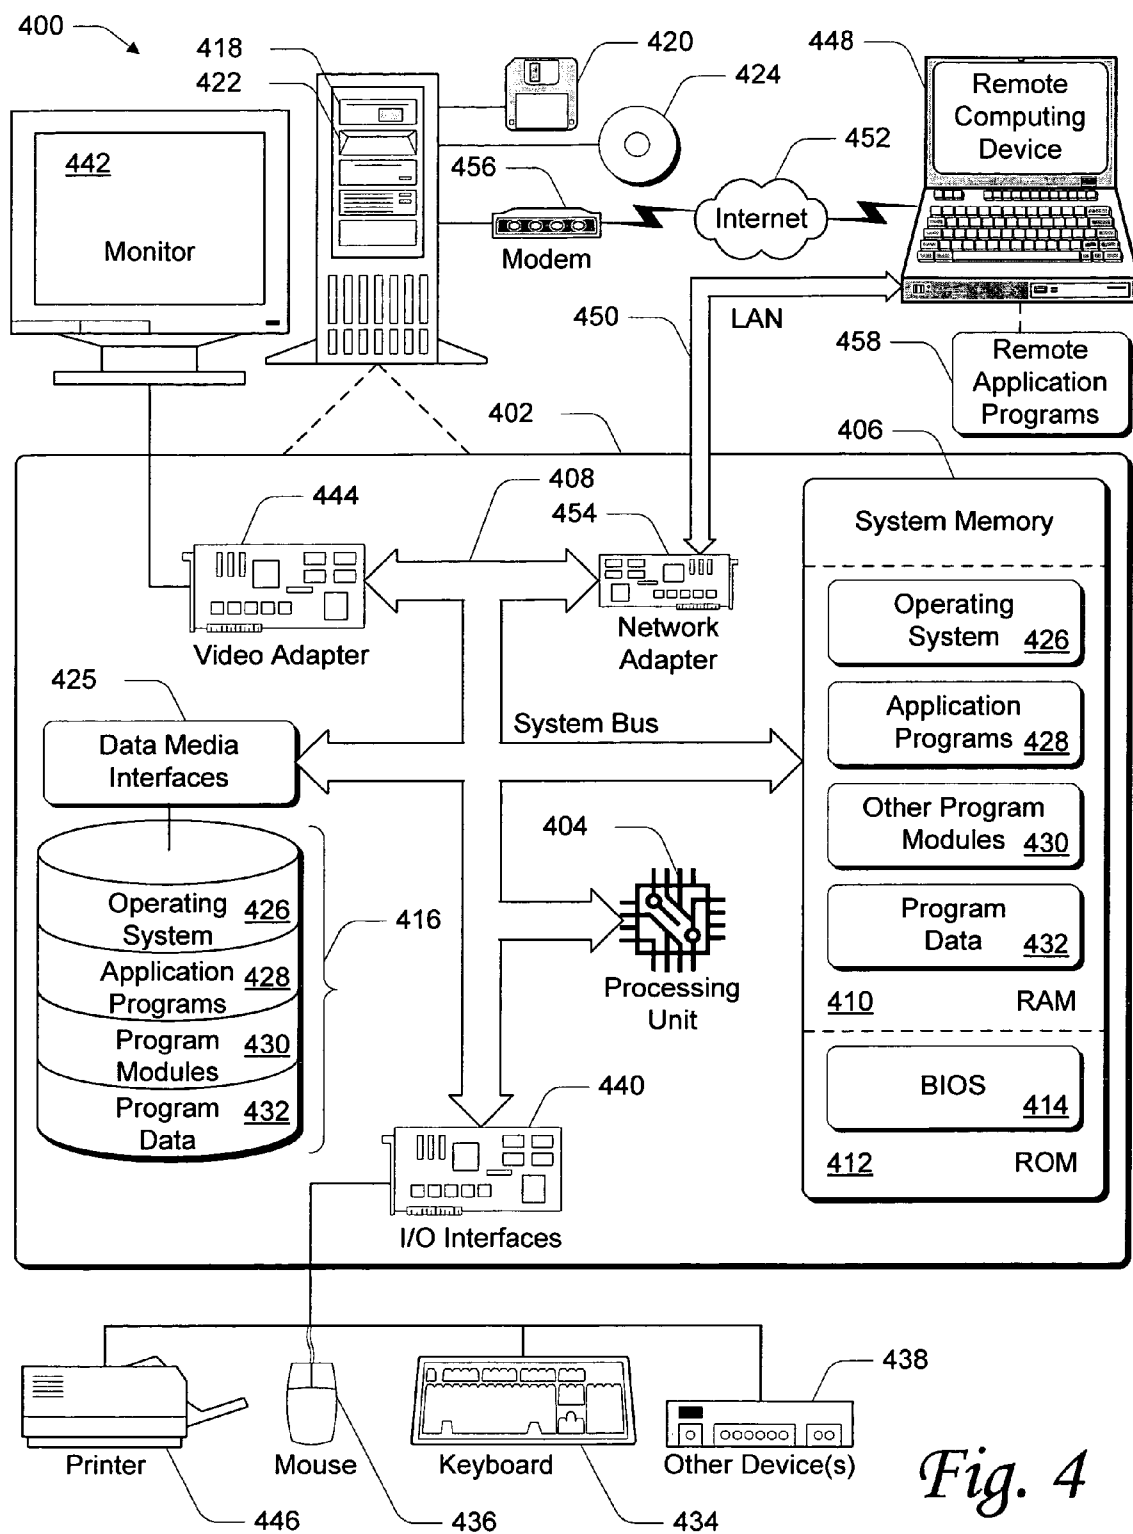 400
418
422
420
424
448
Remote
Computing
Device
442
Monitor
456
Modem
452
Internet
450
LAN
458
Remote
Application
Programs
402
406
444
408
454
Video Adapter
Network
Adapter
System Memory
Operating
System 426
Application
Programs 428
Other Program
Modules 430
Program
Data 432
410 RAM
BIOS
414
412 ROM
425
Data Media
Interfaces
System Bus
404
Processing
Unit
Operating
System 426
Application
Programs 428
Program
Modules 430
Program
Data 432
416
440
I/O Interfaces
Printer
446
Mouse
436
Keyboard
434
438
Other Device(s)
Fig. 4